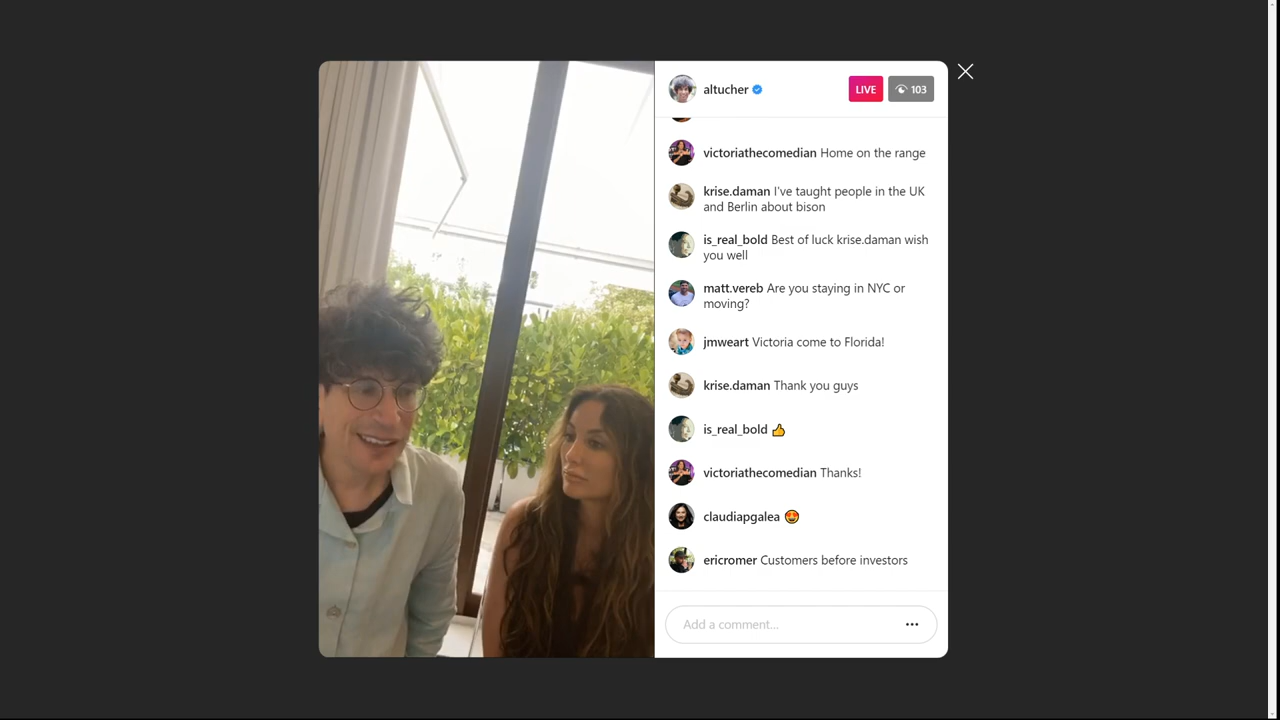 altucher
LIVE
103
victoriathecomedian Home on the range
krise.daman I've taught people in the UK
and Berlin about bison
is_real_bold Best of luck krise.daman wish
you well
matt.vereb Are you staying in NYC or
moving?
jmweart Victoria come to Florida!
krise.daman Thank you guys
is_real_bold 👍
victoriathecomedian Thanks!
claudiapgalea 😍
ericromer Customers before investors
Add a comment...